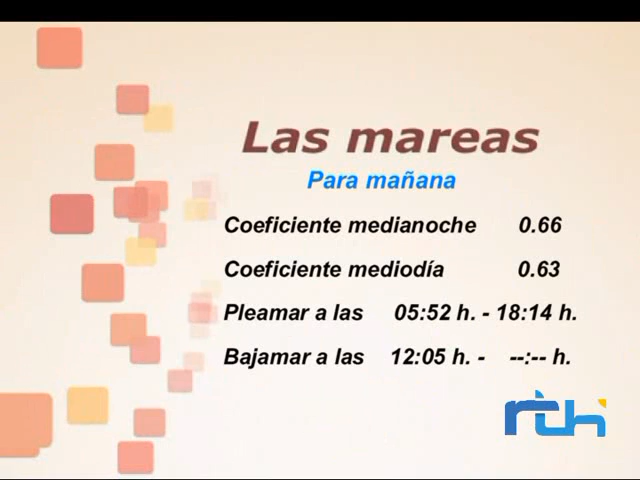 Las mareas
Para mañana
Coeficiente medianoche 0.66
Coeficiente mediodía 0.63
Pleamar a las 05:52 h. - 18:14 h.
Bajamar a las 12:05 h. - --:-- h.
rth